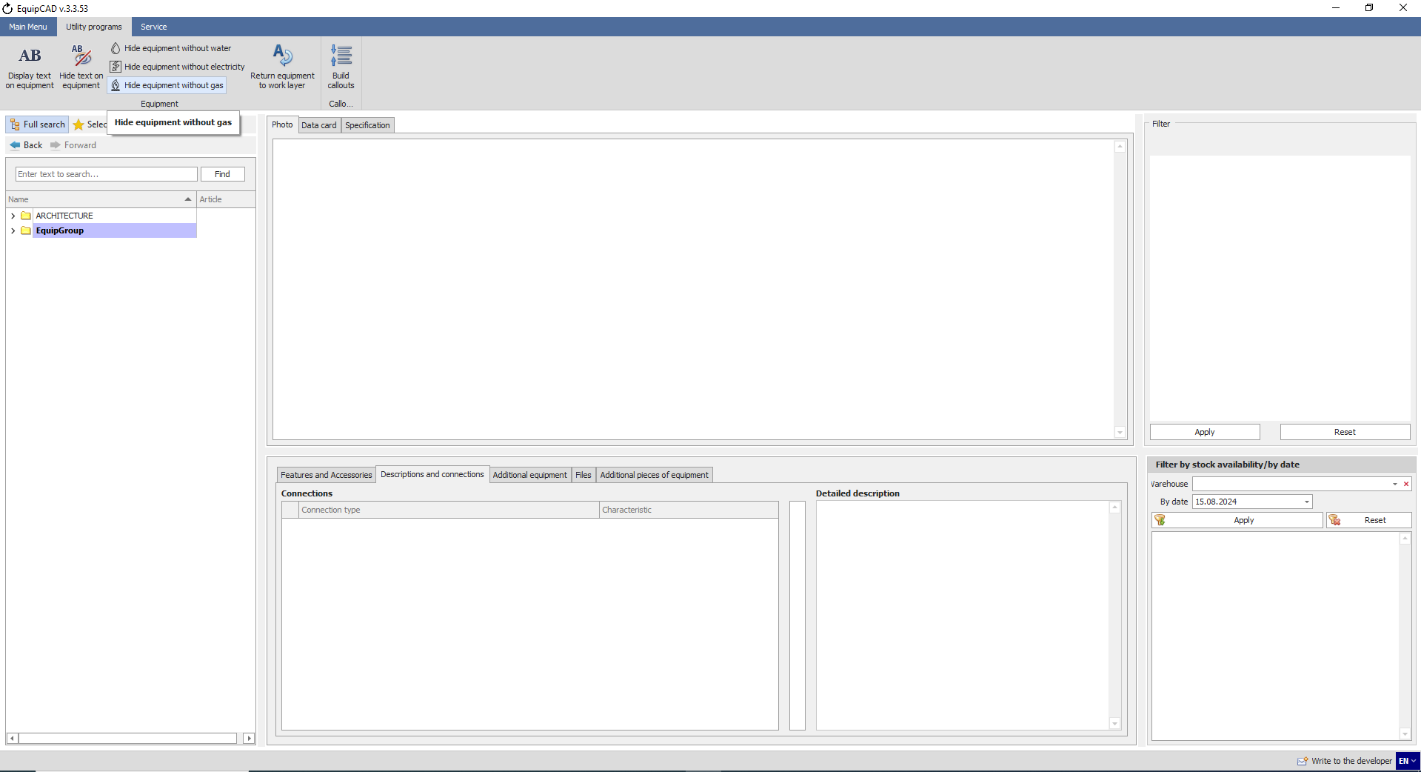 EquipCAD v.3.3.53
Main Menu
Utility programs
Service
AB
Display text
on equipment
AB
Hide text on
equipment
Hide equipment without water
Hide equipment without electricity
Hide equipment without gas
A
Return equipment
to work layer
Build
callouts
Equipment
Callo...
Full search
Selec
Hide equipment without gas
Back
Forward
Enter text to search...
Find
Name
Article
ARCHITECTURE
EquipGroup
Photo
Data card
Specification
Filter
Apply
Reset
Features and Accessories
Descriptions and connections
Additional equipment
Files
Additional pieces of equipment
Connections
Connection type
Characteristic
Detailed description
Filter by stock availability/by date
Warehouse
By date
15.08.2024
Apply
Reset
Write to the developer
EN